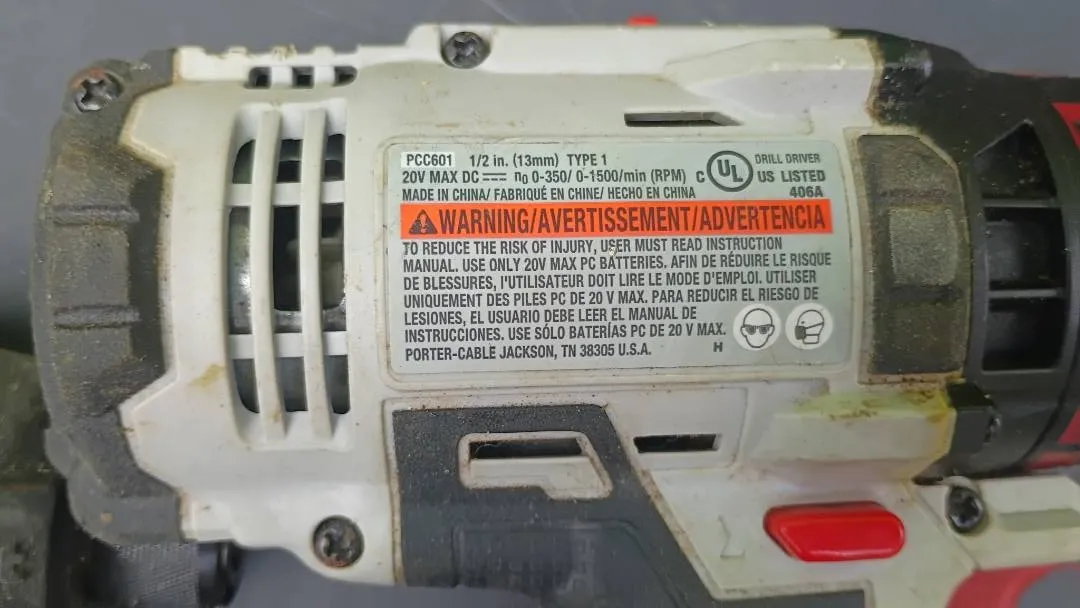 PCC601 1/2 in. (13mm) TYPE 1
20V MAX DC n0 0-350/ 0-1500/min (RPM)
MADE IN CHINA/ FABRIQUÉ EN CHINE/ HECHO EN CHINA
C UL US LISTED
DRILL DRIVER
406A
WARNING/AVERTISSEMENT/ADVERTENCIA
TO REDUCE THE RISK OF INJURY, USER MUST READ INSTRUCTION
MANUAL. USE ONLY 20V MAX PC BATTERIES. AFIN DE RÉDUIRE LE RISQUE
DE BLESSURES, I'UTILISATEUR DOIT LIRE LE MODE D'EMPLOI. UTILISER
UNIQUEMENT DES PILES PC DE 20 V MAX. PARA REDUCIR EL RIESGO DE
LESIONES, EL USUARIO DEBE LEER EL MANUAL DE
INSTRUCCIONES. USE SÓLO BATERÍAS PC DE 20 V MAX.
PORTER-CABLE JACKSON, TN 38305 U.S.A. H